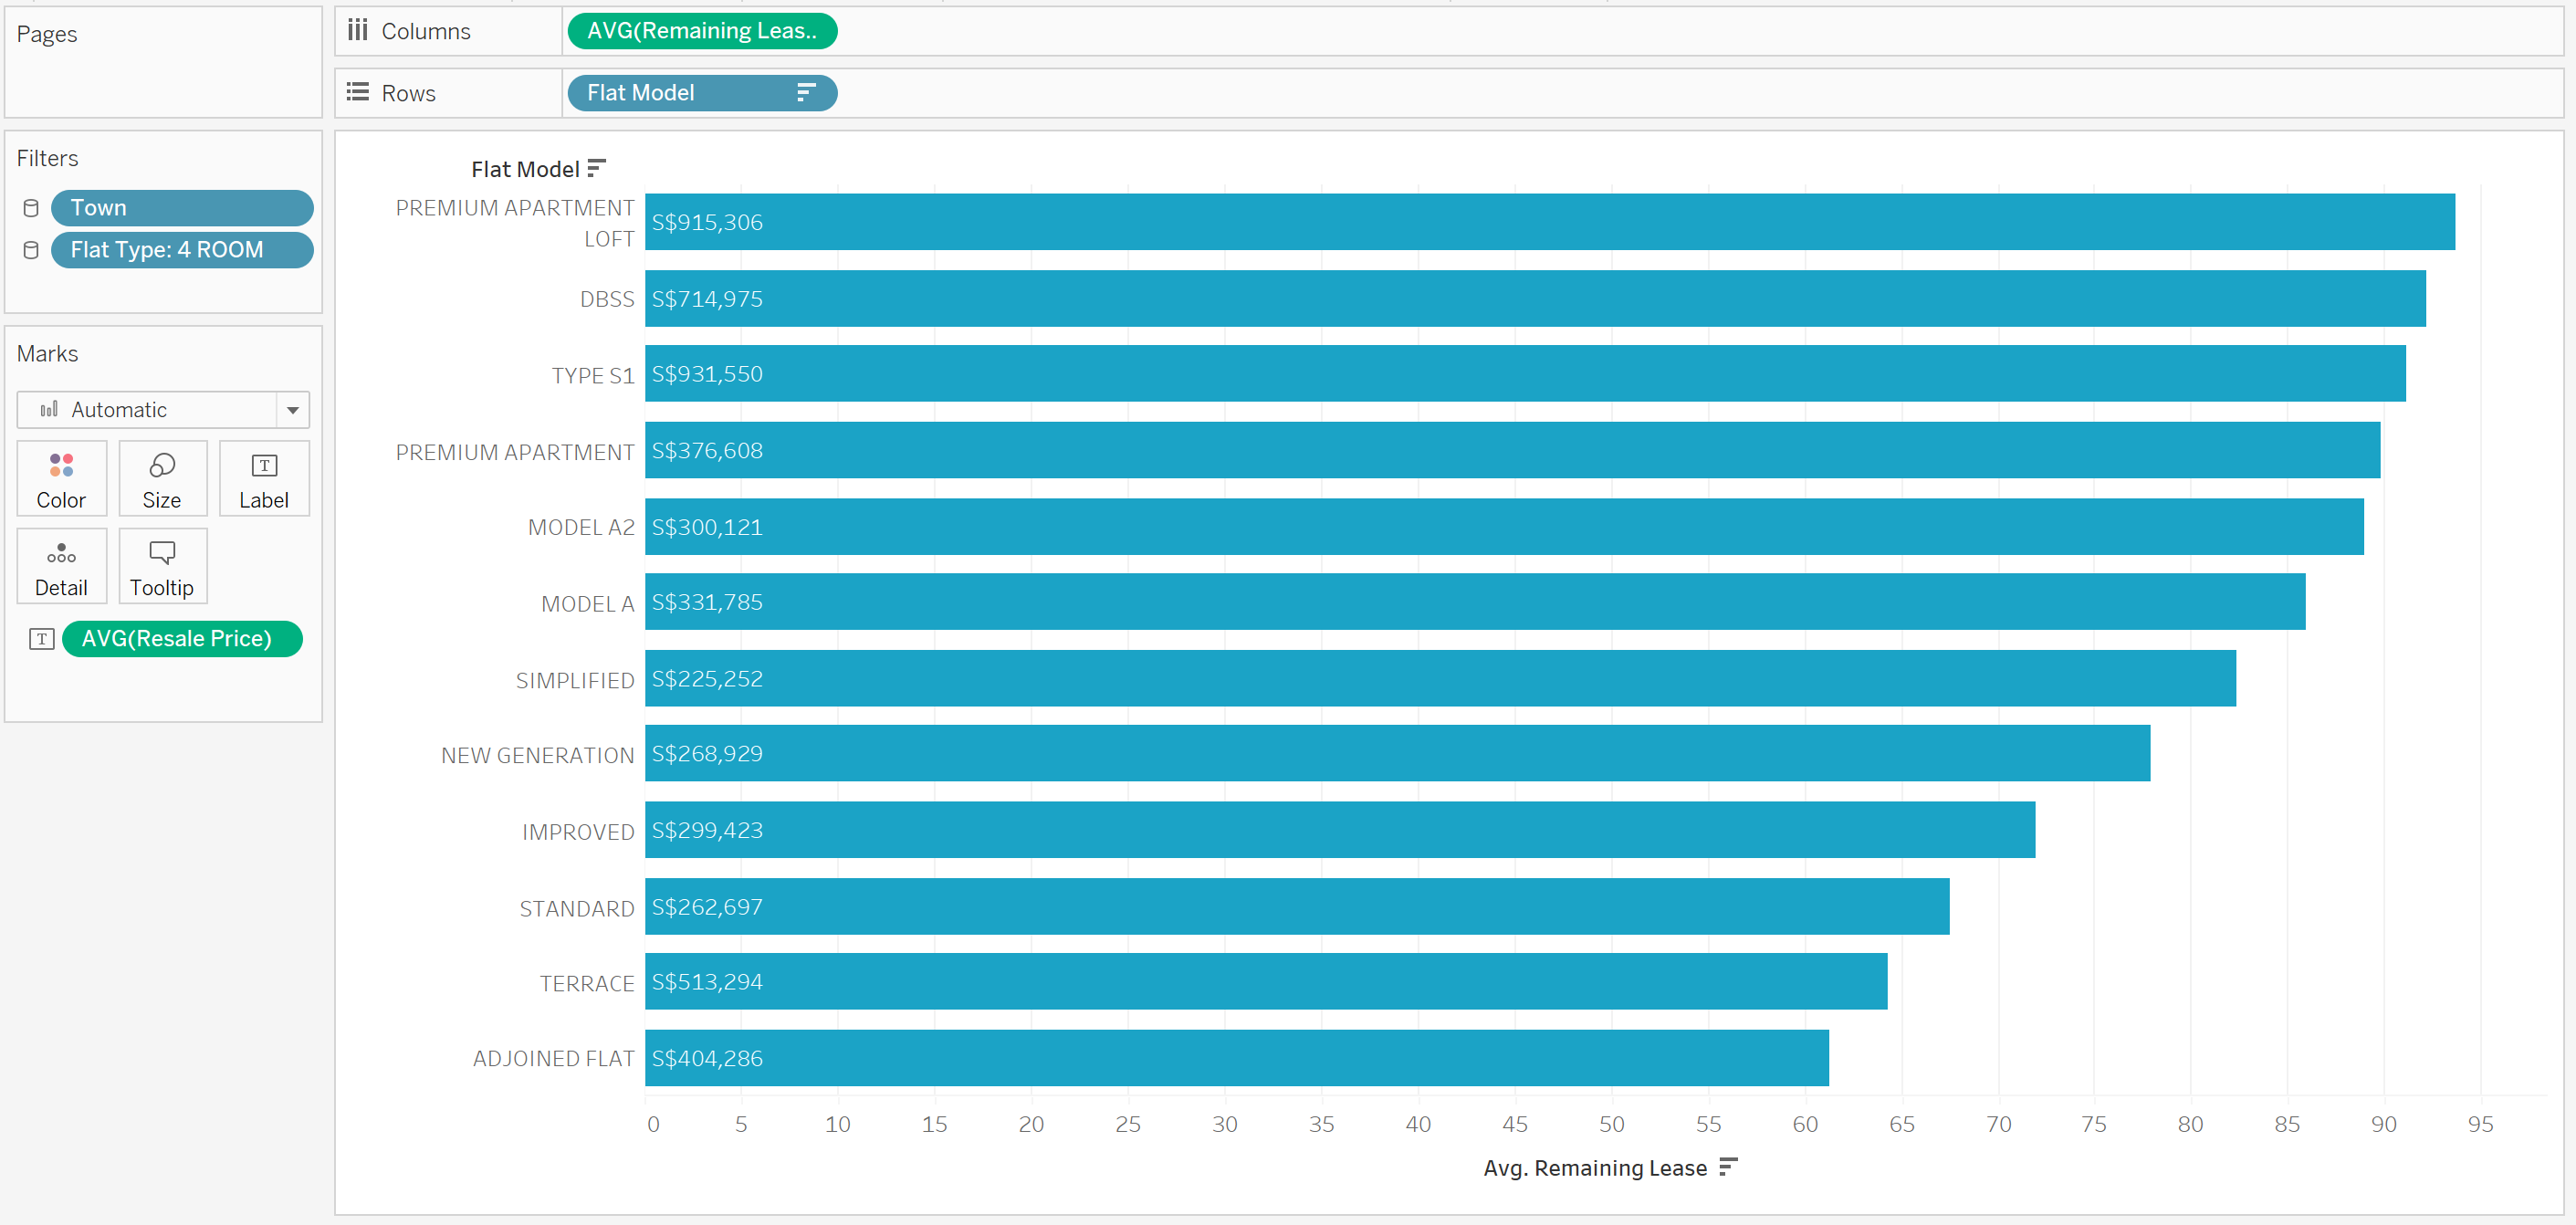 Pages
Columns
AVG(Remaining Leas..
Rows
Flat Model
Filters
Town
Flat Type: 4 ROOM
Marks
Automatic
Color
Size
T
Label
Detail
Tooltip
T
AVG(Resale Price)
Flat Model
PREMIUM APARTMENT
LOFT
S$915,306
DBSS
S$714,975
TYPE S1
S$931,550
PREMIUM APARTMENT
S$376,608
MODEL A2
S$300,121
MODEL A
S$331,785
SIMPLIFIED
S$225,252
NEW GENERATION
S$268,929
IMPROVED
S$299,423
STANDARD
S$262,697
TERRACE
S$513,294
ADJOINED FLAT
S$404,286
0 5 10 15 20 25 30 35 40 45 50 55 60 65 70 75 80 85 90 95
Avg. Remaining Lease